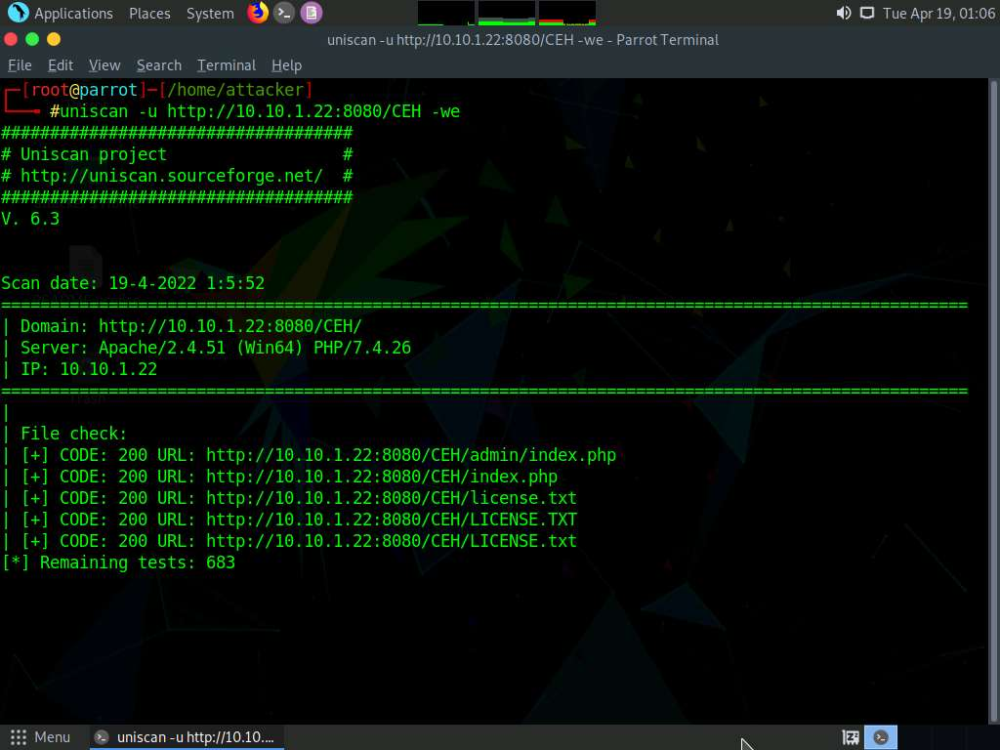 Applications Places System Tue Apr 19, 01:06
uniscan -u http://10.10.1.22:8080/CEH -we - Parrot Terminal
File Edit View Search Terminal Help
[root@parrot]─[/home/attacker]
#uniscan -u http://10.10.1.22:8080/CEH -we
####################################
# Uniscan project #
# http://uniscan.sourceforge.net/ #
####################################
V. 6.3
Scan date: 19-4-2022 1:5:52
===================================================================================================
| Domain: http://10.10.1.22:8080/CEH/
| Server: Apache/2.4.51 (Win64) PHP/7.4.26
| IP: 10.10.1.22
===================================================================================================
|
| File check:
| [+] CODE: 200 URL: http://10.10.1.22:8080/CEH/admin/index.php
| [+] CODE: 200 URL: http://10.10.1.22:8080/CEH/index.php
| [+] CODE: 200 URL: http://10.10.1.22:8080/CEH/license.txt
| [+] CODE: 200 URL: http://10.10.1.22:8080/CEH/LICENSE.TXT
| [+] CODE: 200 URL: http://10.10.1.22:8080/CEH/LICENSE.txt
[*] Remaining tests: 683
Menu uniscan -u http://10.10....